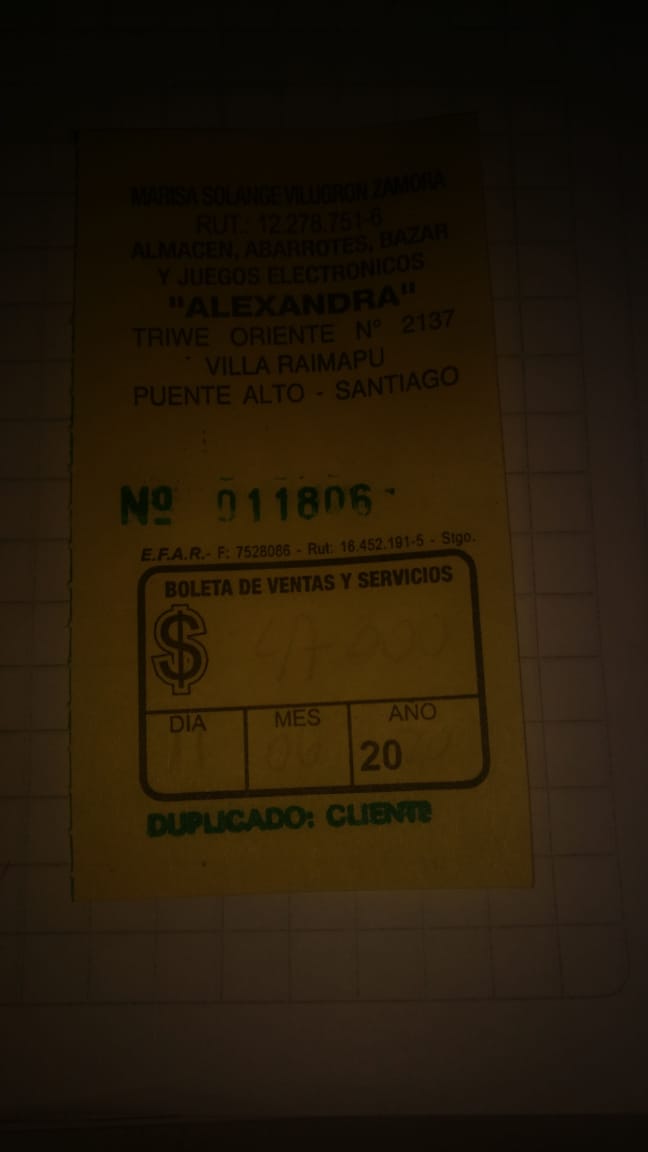 MARISA SOLANGE VILUGRON ZAMORA
RUT.: 12.278.751-6
ALMACEN, ABARROTES, BAZAR
Y JUEGOS ELECTRONICOS
"ALEXANDRA"
TRIWE ORIENTE N° 2137
VILLA RAIMAPU
PUENTE ALTO - SANTIAGO
Nº 011806
E.F.A.R.- F: 7528086 - Rut: 16.452.191-5 - Stgo.
BOLETA DE VENTAS Y SERVICIOS
$
DIA MES AÑO
20
DUPLICADO: CLIENTE